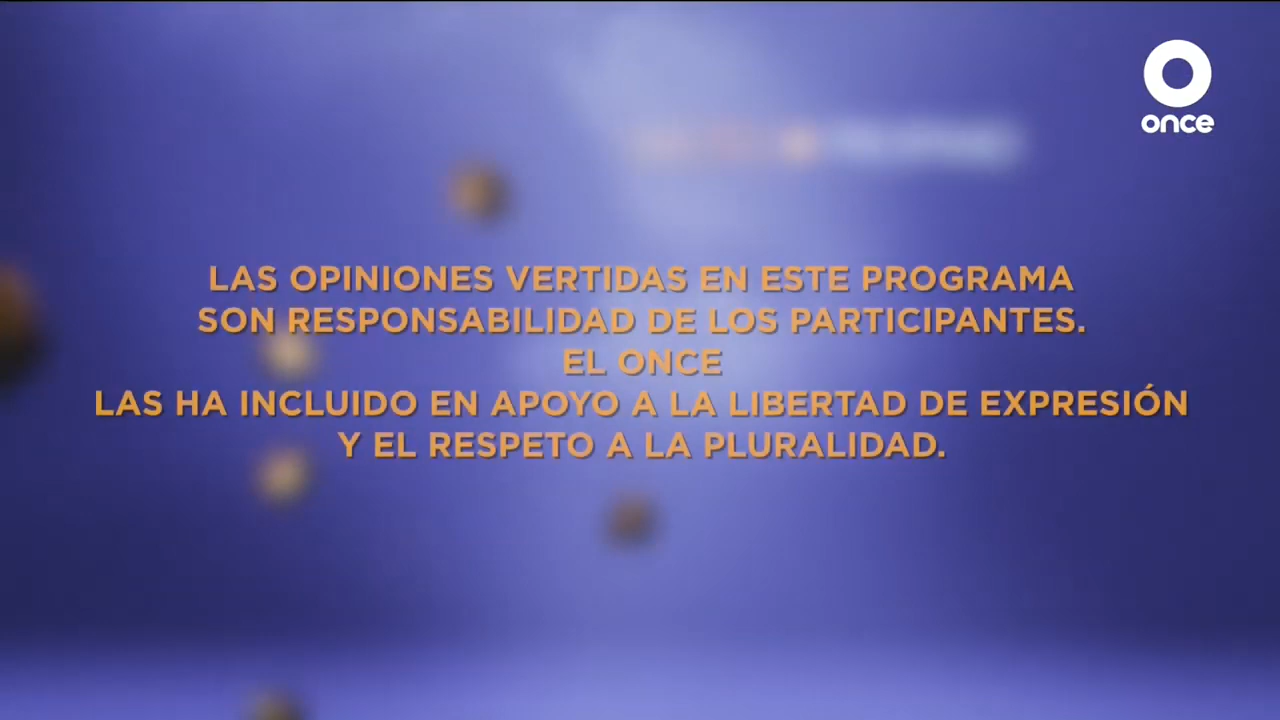 once
LAS OPINIONES VERTIDAS EN ESTE PROGRAMA
SON RESPONSABILIDAD DE LOS PARTICIPANTES.
EL ONCE
LAS HA INCLUIDO EN APOYO A LA LIBERTAD DE EXPRESIÓN
Y EL RESPETO A LA PLURALIDAD.